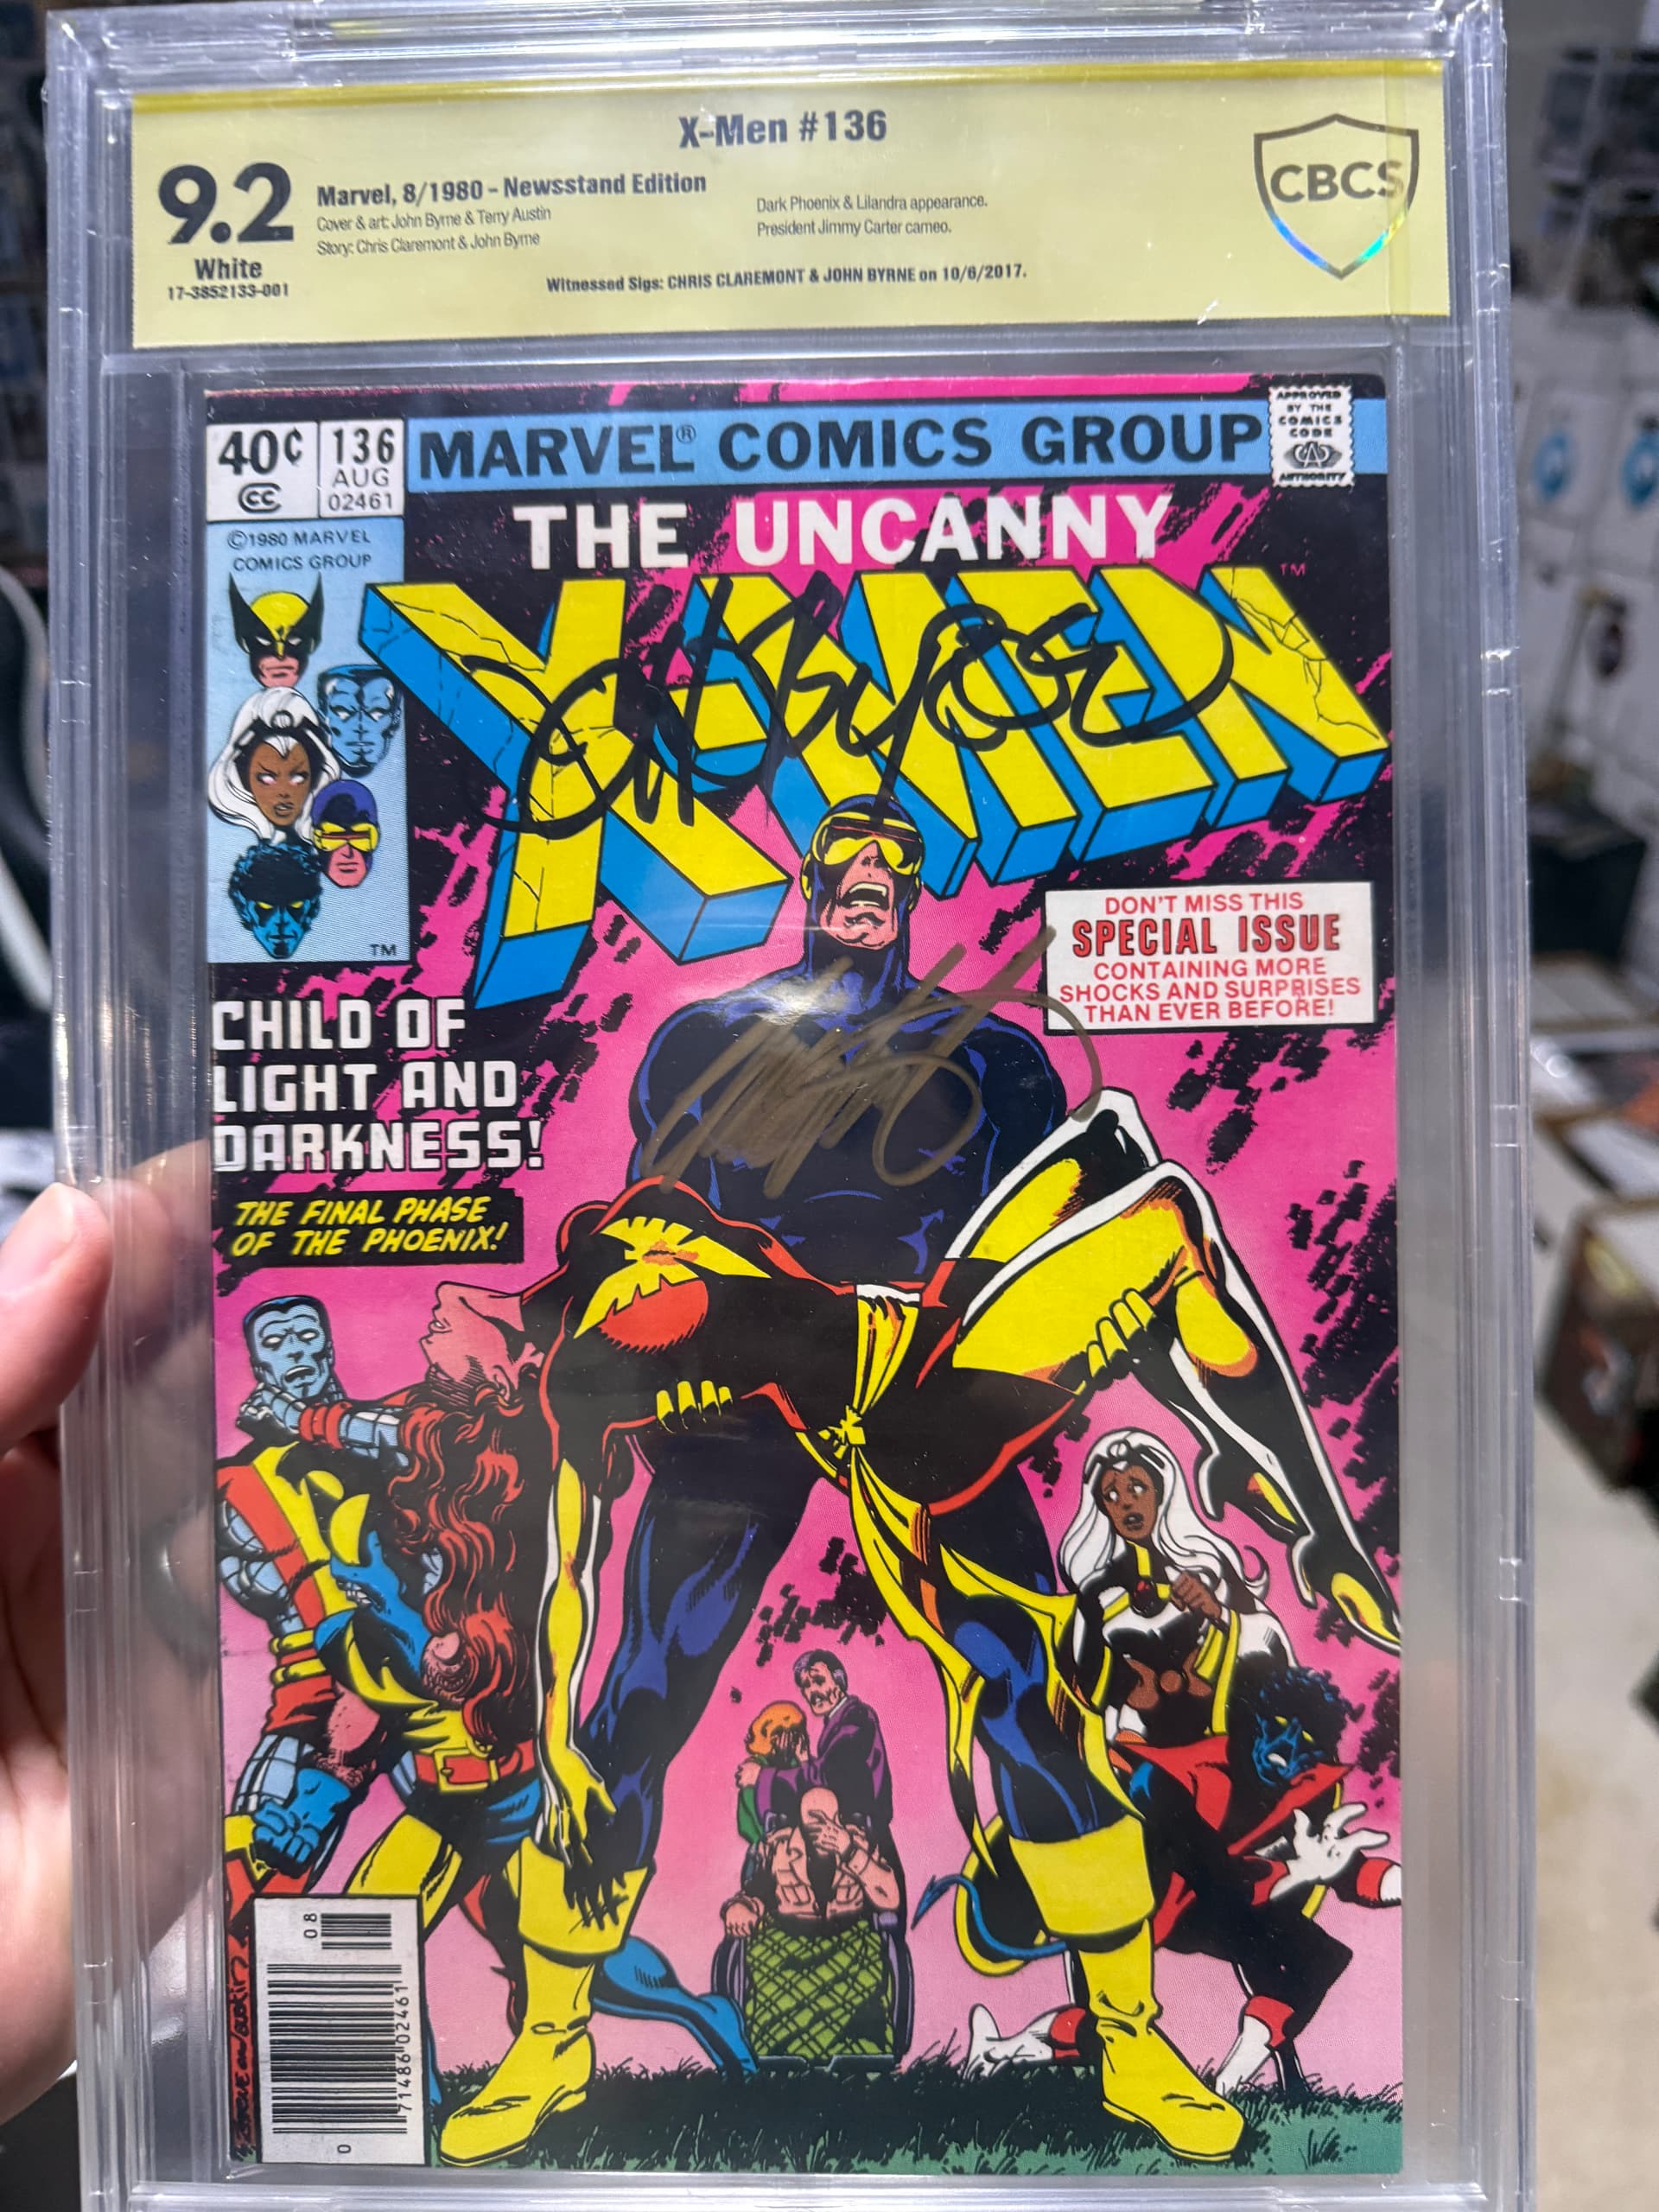 X-Men #136
9.2
White
17-3852133-001
Marvel, 8/1980 - Newsstand Edition
Cover & art: John Byrne & Terry Austin
Story: Chris Claremont & John Byrne
Dark Phoenix & Lilandra appearance.
President Jimmy Carter cameo.
Witnessed Sigs: CHRIS CLAREMONT & JOHN BYRNE on 10/6/2017.
CBCS
40¢
CC
136
AUG
02461
MARVEL® COMICS GROUP
APPROVED
BY THE
COMICS
CODE
CA
AUTHORITY
©1980 MARVEL
COMICS GROUP
TM
THE UNCANNY
X-MEN
TM
DON'T MISS THIS
SPECIAL ISSUE
CONTAINING MORE
SHOCKS AND SURPRISES
THAN EVER BEFORE!
CHILD OF
LIGHT AND
DARKNESS!
THE FINAL PHASE
OF THE PHOENIX!
08
71486 02461
0